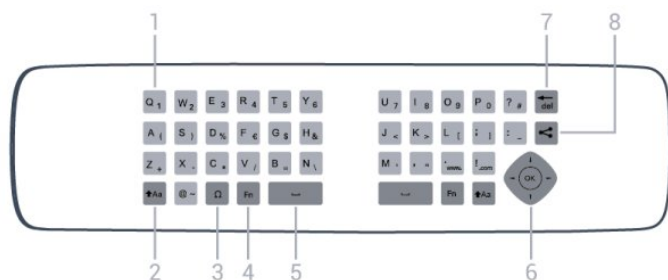 1 7 8
Q 1 W 2 E 3 R 4 T 5 Y 6 U 7 I 8 O 9 P 0 ? # del
A ( S ) D % F € G $ H & J < K > L [ ; ] : _
Z + X - C * V / B « N \ M ' , " . www. ! .com
Aa @ ~ Ω Fn Fn Aa OK
2 3 4 5 6